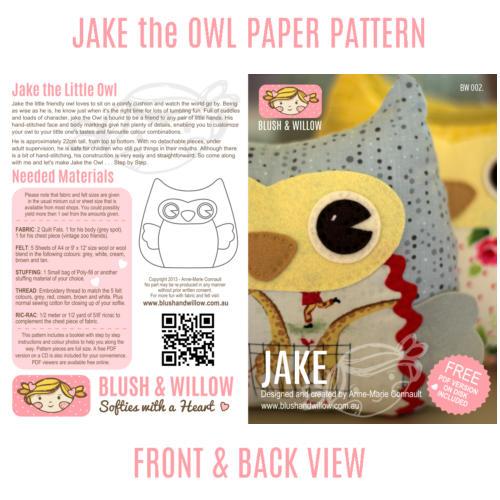 JAKE the OWL PAPER PATTERN
Jake the Little Owl
Jake the little friendly owl loves to sit on a comfy cushion and watch the world go by. Being
as wise as he is, he know just when it's the right time for lots of tumbling fun. Full of cuddles
and loads of character, jake the Owl is bound to be a friend to any pair of little hands. His
hand-stitched face and body markings give him plenty of details, enabling you to customize
your owl to your little one's tastes and favourite colour combinations.
He is approximately 22cm tall, from top to bottom. With no detachable pieces, under
adult supervision, he is safe for children who still put things in their mouths. Although there
is a bit of hand-stitching, his construction is very easy and straightforward. So come along
with me and let's make Jake the Owl . . . Step by Step.
Needed Materials
Please note that fabric and felt sizes are given
in the usual minium cut or sheet size that is
available from most shops. You could possibly
yield more then 1 owl from the amounts given.
FABRIC: 2 Quilt Fats. 1 for his body (grey spot).
1 for his chest piece (vintage zoo friends).
FELT: 5 Sheets of A4 or 9' x 12" size wool or wool
blend in the following colours: grey, white, cream,
brown and tan.
STUFFING: 1 Small bag of Poly-fill or another
stuffing material of your choice.
THREAD: Embroidery thread to match the 5 felt
colours, grey, red, cream, brown and white. Plus
normal sewing cotton for closing up of your softie.
RIC-RAC: 1/2 meter or 1/2 yard of 5/8' ricrac to
complement the chest piece of fabric.
This pattern includes a booklet with step by step
instructions and colour photos to help you along the
way. Pattern pieces are full size. A free PDF
version on a CD is also included for your convenience.
PDF viewers are available free online.
Copyright 2013 - Anne-Marie Connault
No part may be re-produced in any manner
without prior written consent.
For more fun with fabric and felt visit:
www.blushandwillow.com.au
BLUSH & WILLOW
Softies with a Heart
BW 002.
BLUSH & WILLOW
JAKE
Designed and created by Anne-Marie Connault
www.blushandwillow.com.au
FREE
PDF VERSION
ON DISK
INCLUDED
FRONT & BACK VIEW